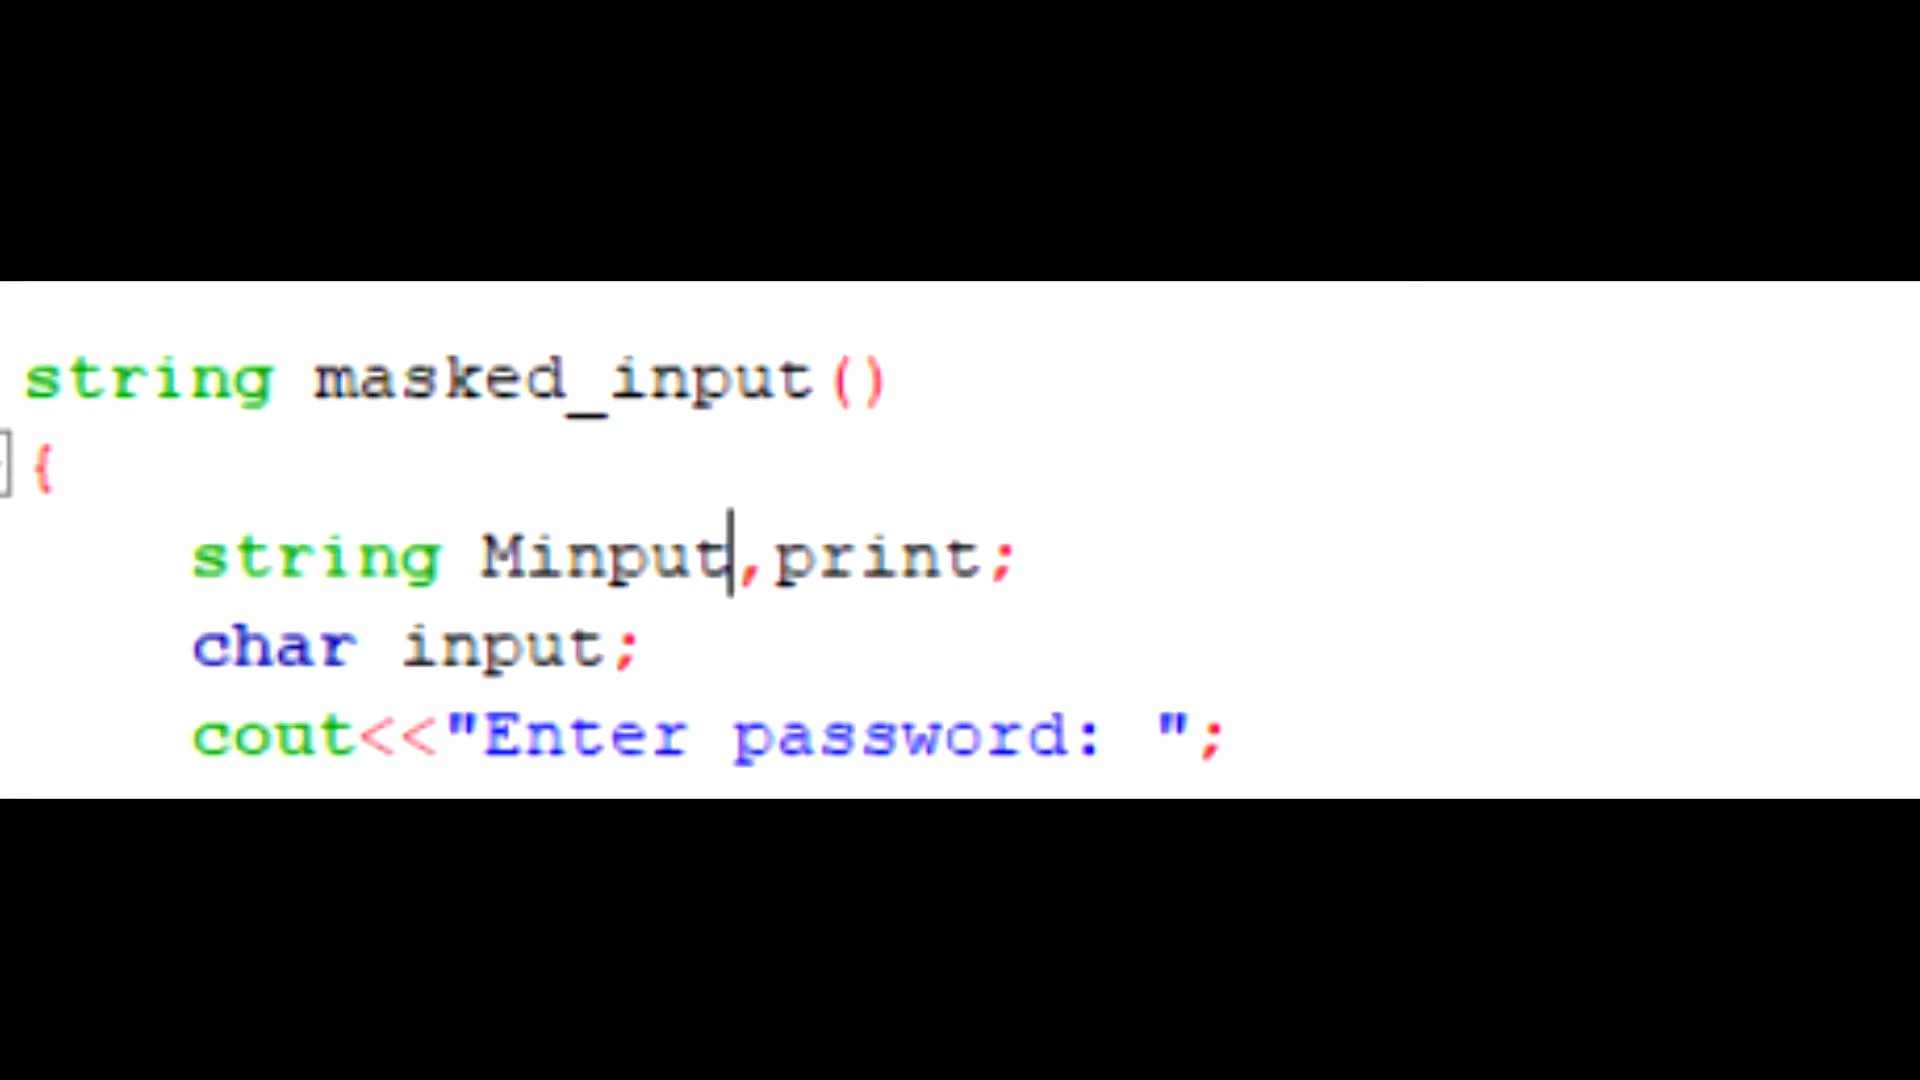 string masked_input()
{
string Minput,print;
char input;
cout<<"Enter password: ";